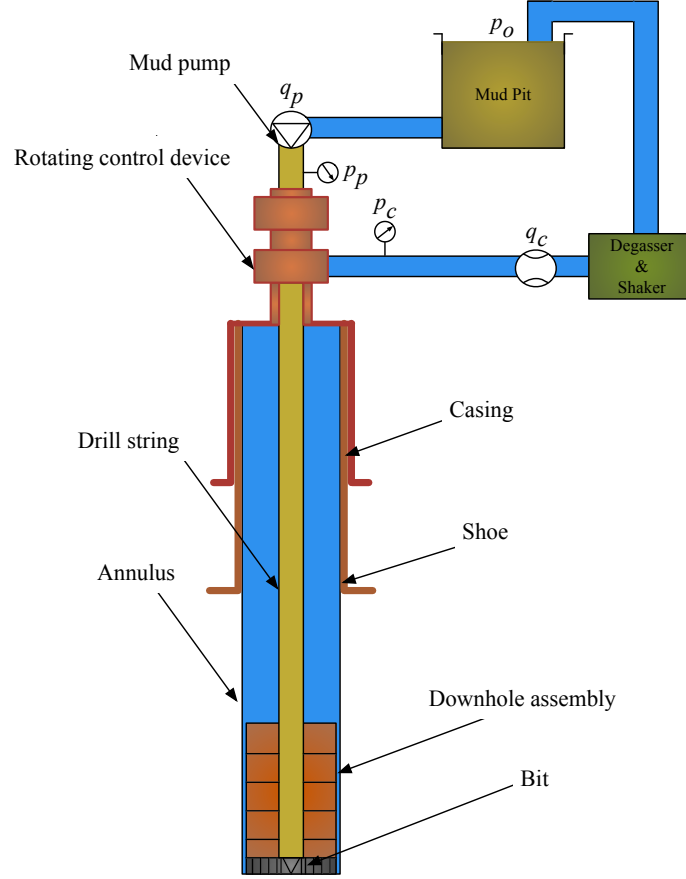 p_o
Mud pump
q_p
Mud Pit
Rotating control device
p_p
p_c
q_c
Degasser
&
Shaker
Casing
Drill string
Shoe
Annulus
Downhole assembly
Bit